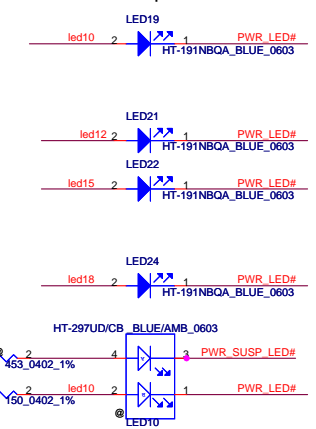 LED19
led10 2 1 PWR_LED#
HT-191NBQA_BLUE_0603
LED21
led12 2 1 PWR_LED#
HT-191NBQA_BLUE_0603
LED22
led15 2 1 PWR_LED#
HT-191NBQA_BLUE_0603
LED24
led18 2 1 PWR_LED#
HT-191NBQA_BLUE_0603
HT-297UD/CB_BLUE/AMB_0603
@ 2 4 3 PWR_SUSP_LED#
453_0402_1%
2 led10 2 1 PWR_LED#
150_0402_1%
@
LED10